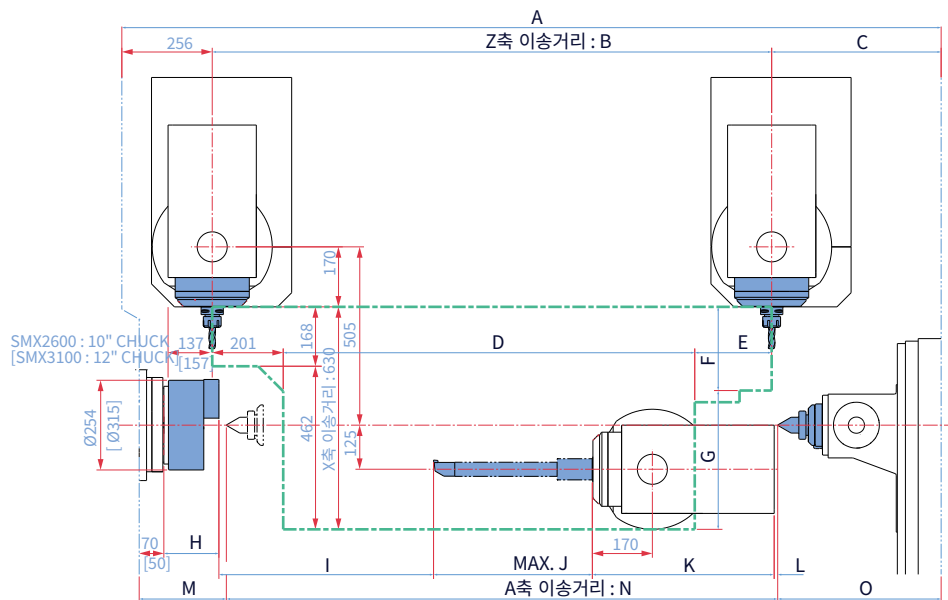 A
256
Z축 이송거리 : B
C
170
505
SMX2600 : 10" CHUCK
[SMX3100 : 12" CHUCK]
137
[157]
201
168
D
E
F
Ø254
[Ø315]
462
X축 이송거리 : 630
125
G
70
[50]
H
170
I
MAX. J
K
L
M
A축 이송거리 : N
O